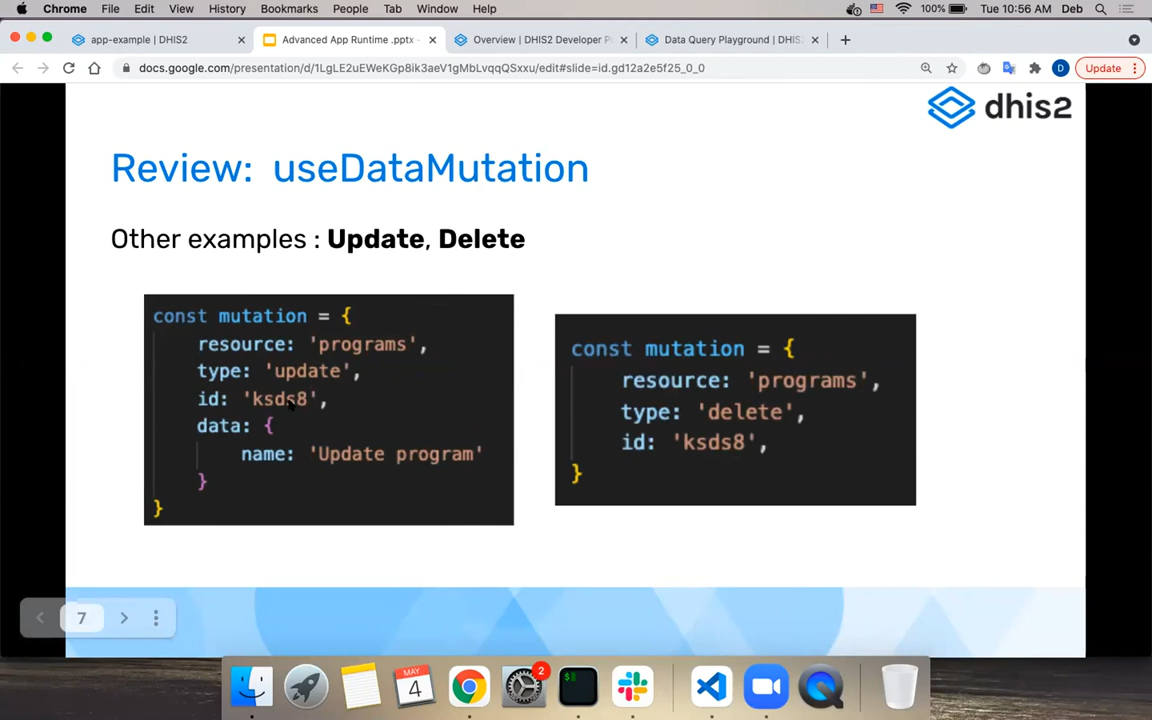 Chrome File Edit View History Bookmarks People Tab Window Help 100% Tue 10:56 AM Deb
app-example | DHIS2 Advanced App Runtime .pptx - Overview | DHIS2 Developer P Data Query Playground | DHIS
docs.google.com/presentation/d/1LgLE2uEWeKGp8ik3aeV1gMbLvqqQSxxu/edit#slide=id.gd12a2e5f25_0_0 D Update
dhis2
Review: useDataMutation
Other examples : Update, Delete
const mutation = {
resource: 'programs',
type: 'update',
id: 'ksds8',
data: {
name: 'Update program'
}
}
const mutation = {
resource: 'programs',
type: 'delete',
id: 'ksds8',
}
7
MAY
4
2